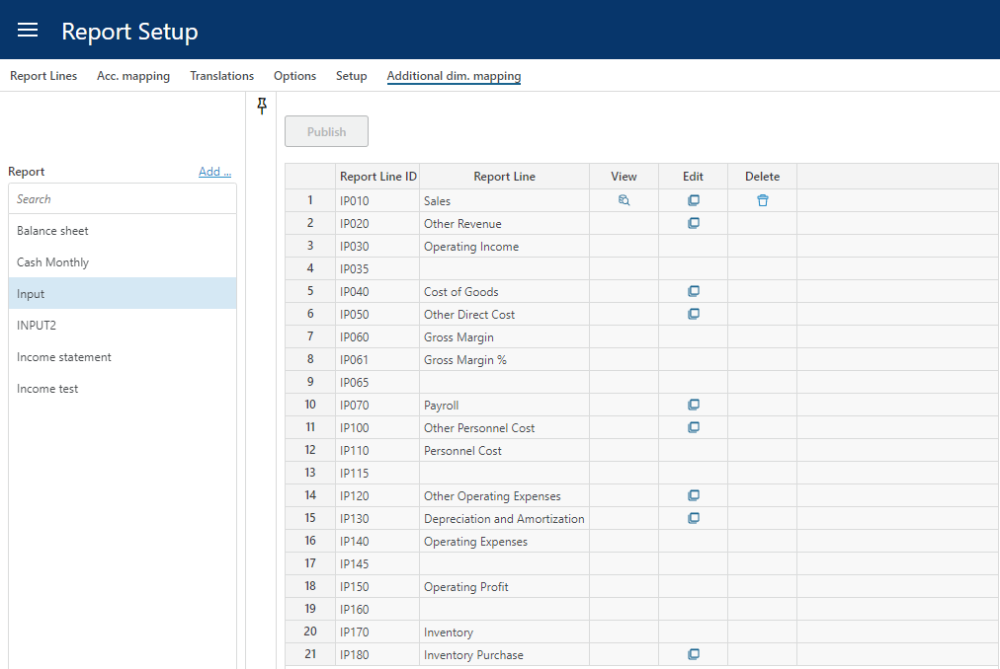 Report Setup
Report Lines Acc. mapping Translations Options Setup Additional dim. mapping
Publish
Report Add ...
Search
Balance sheet
Cash Monthly
Input
INPUT2
Income statement
Income test
Report Line ID Report Line View Edit Delete
1 IP010 Sales
2 IP020 Other Revenue
3 IP030 Operating Income
4 IP035
5 IP040 Cost of Goods
6 IP050 Other Direct Cost
7 IP060 Gross Margin
8 IP061 Gross Margin %
9 IP065
10 IP070 Payroll
11 IP100 Other Personnel Cost
12 IP110 Personnel Cost
13 IP115
14 IP120 Other Operating Expenses
15 IP130 Depreciation and Amortization
16 IP140 Operating Expenses
17 IP145
18 IP150 Operating Profit
19 IP160
20 IP170 Inventory
21 IP180 Inventory Purchase